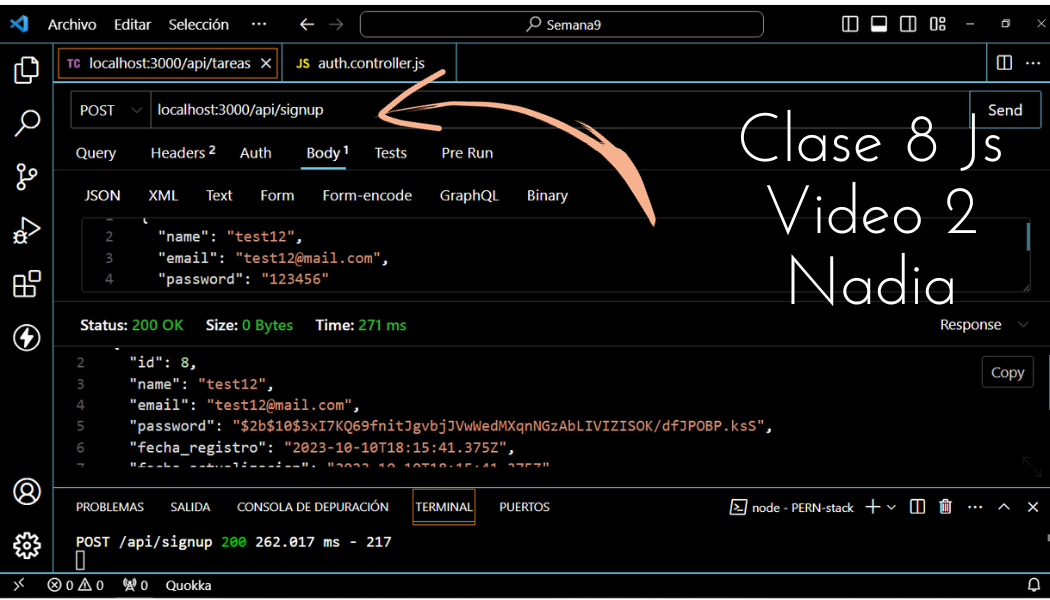 Archivo Editar Selección ··· Semana9
TC localhost:3000/api/tareas JS auth.controller.js
POST localhost:3000/api/signup Send
Query Headers 2 Auth Body 1 Tests Pre Run
JSON XML Text Form Form-encode GraphQL Binary
Clase 8 Js
Video 2
Nadia
2 "name": "test12",
3 "email": "test12@mail.com",
4 "password": "123456"
Status: 200 OK Size: 0 Bytes Time: 271 ms Response
Copy
2 "id": 8,
3 "name": "test12",
4 "email": "test12@mail.com",
5 "password": "$2b$10$3xI7KQ69fnitJgvbjJVwWedMXqnNGzAbLIVIZISOK/dfJPOBP.ksS",
6 "fecha_registro": "2023-10-10T18:15:41.375Z",
7 "fecha_actualizacion": "2023-10-10T18:15:41.375Z"
PROBLEMAS SALIDA CONSOLA DE DEPURACIÓN TERMINAL PUERTOS node - PERN-stack
POST /api/signup 200 262.017 ms - 217
0 0 0 Quokka